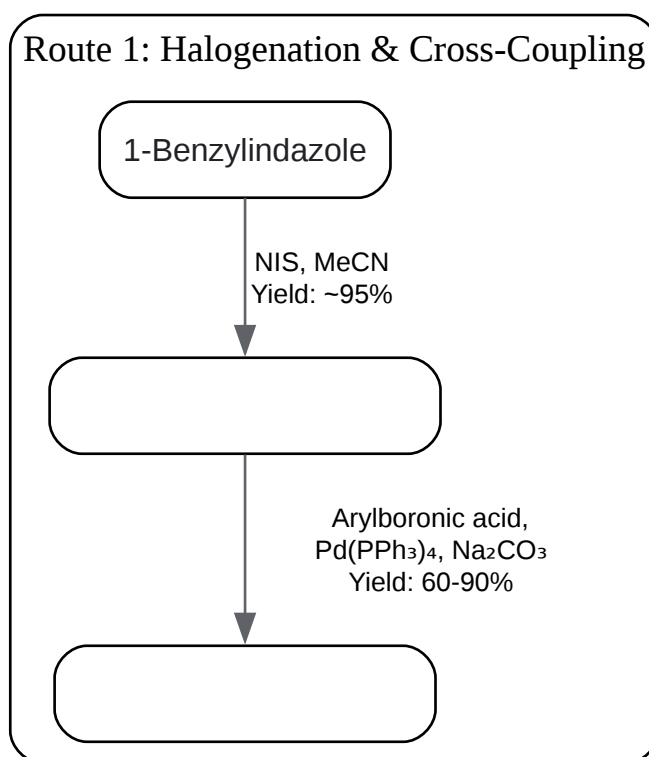 Route 1: Halogenation & Cross-Coupling
1-Benzylindazole
NIS, MeCN
Yield: ~95%
Arylboronic acid,
Pd(PPh₃)₄, Na₂CO₃
Yield: 60-90%